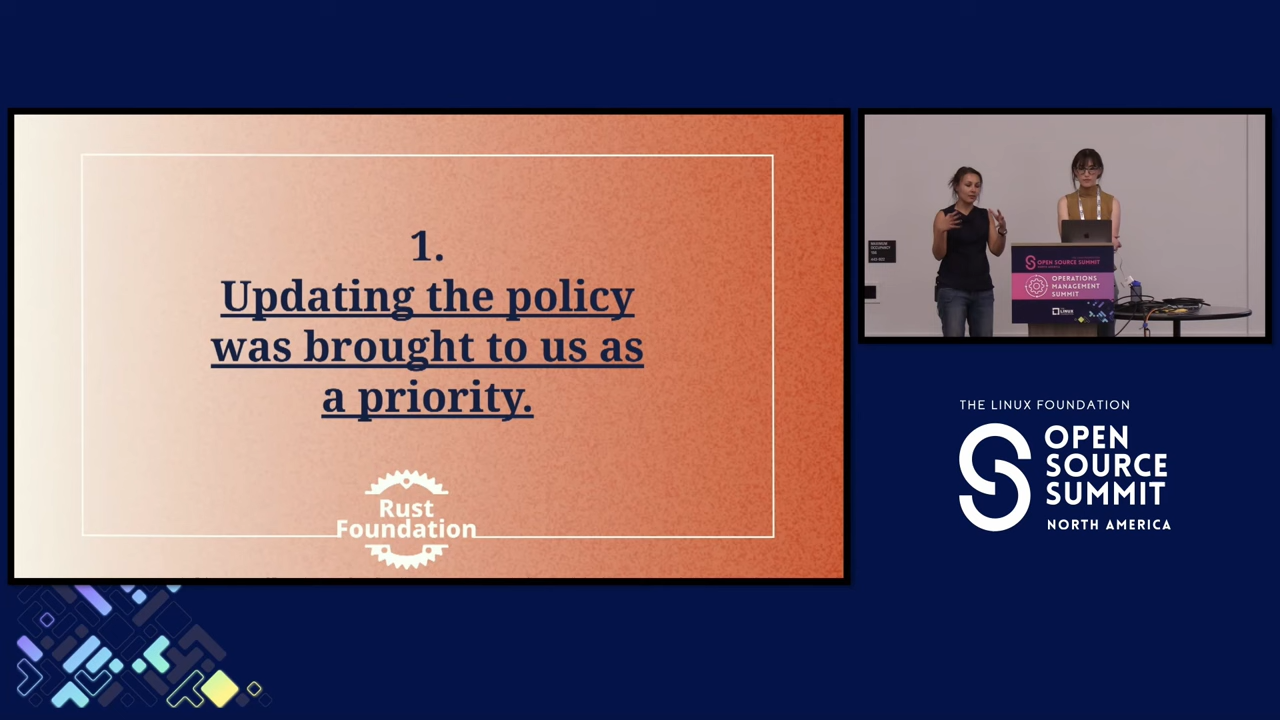 1.
Updating the policy
was brought to us as
a priority.
Rust
Foundation
OPEN SOURCE SUMMIT
OPERATIONS
MANAGEMENT
SUMMIT
THE LINUX FOUNDATION
OPEN
SOURCE
SUMMIT
NORTH AMERICA